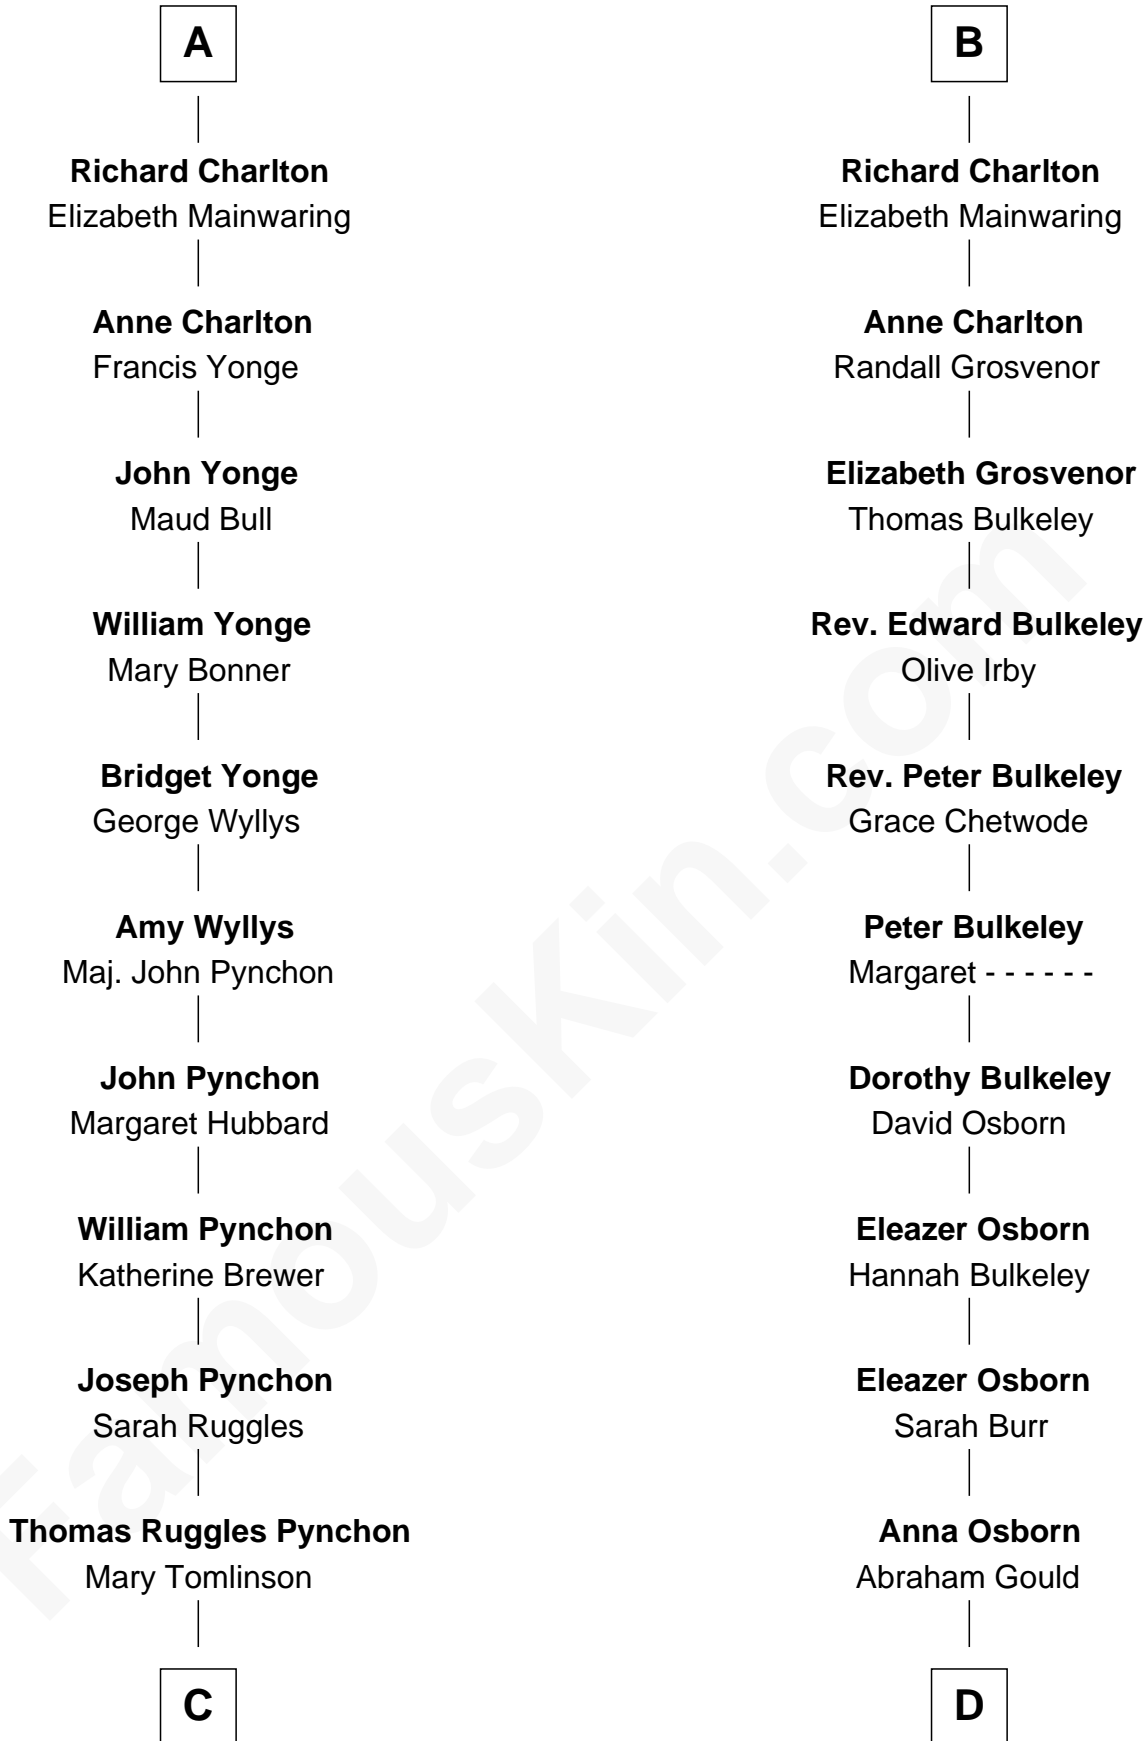 A
Richard Charlton
Elizabeth Mainwaring
Anne Charlton
Francis Yonge
John Yonge
Maud Bull
William Yonge
Mary Bonner
Bridget Yonge
George Wyllys
Amy Wyllys
Maj. John Pynchon
John Pynchon
Margaret Hubbard
William Pynchon
Katherine Brewer
Joseph Pynchon
Sarah Ruggles
Thomas Ruggles Pynchon
Mary Tomlinson
C
B
Richard Charlton
Elizabeth Mainwaring
Anne Charlton
Randall Grosvenor
Elizabeth Grosvenor
Thomas Bulkeley
Rev. Edward Bulkeley
Olive Irby
Rev. Peter Bulkeley
Grace Chetwode
Peter Bulkeley
Margaret - - - - - -
Dorothy Bulkeley
David Osborn
Eleazer Osborn
Hannah Bulkeley
Eleazer Osborn
Sarah Burr
Anna Osborn
Abraham Gould
D
FamousKin.com